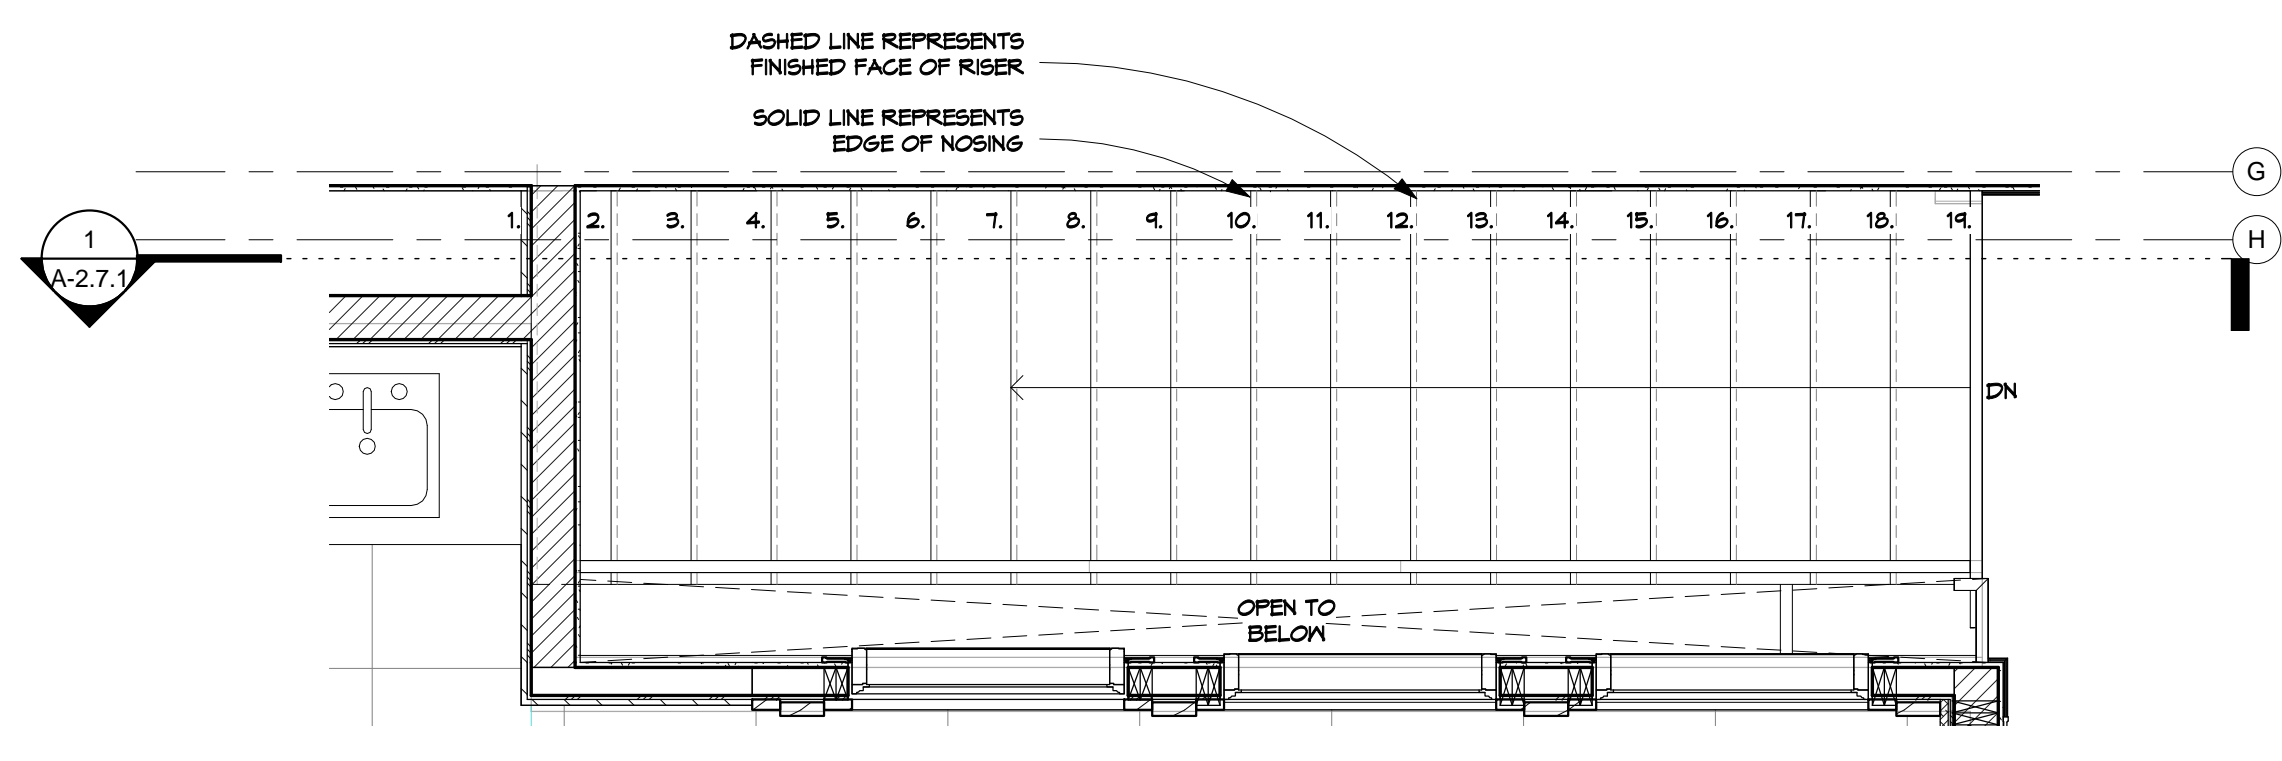 DASHED LINE REPRESENTS
FINISHED FACE OF RISER
SOLID LINE REPRESENTS
EDGE OF NOSING
G
1. 2. 3. 4. 5. 6. 7. 8. 9. 10. 11. 12. 13. 14. 15. 16. 17. 18. 19.
1
H
A-2.7.1
DN
OPEN TO
BELOW